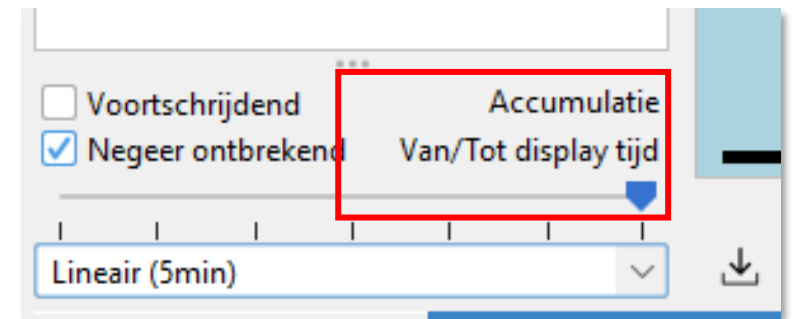 Voortschrijdend Accumulatie
Negeer ontbrekend Van/Tot display tijd
Lineair (5min)